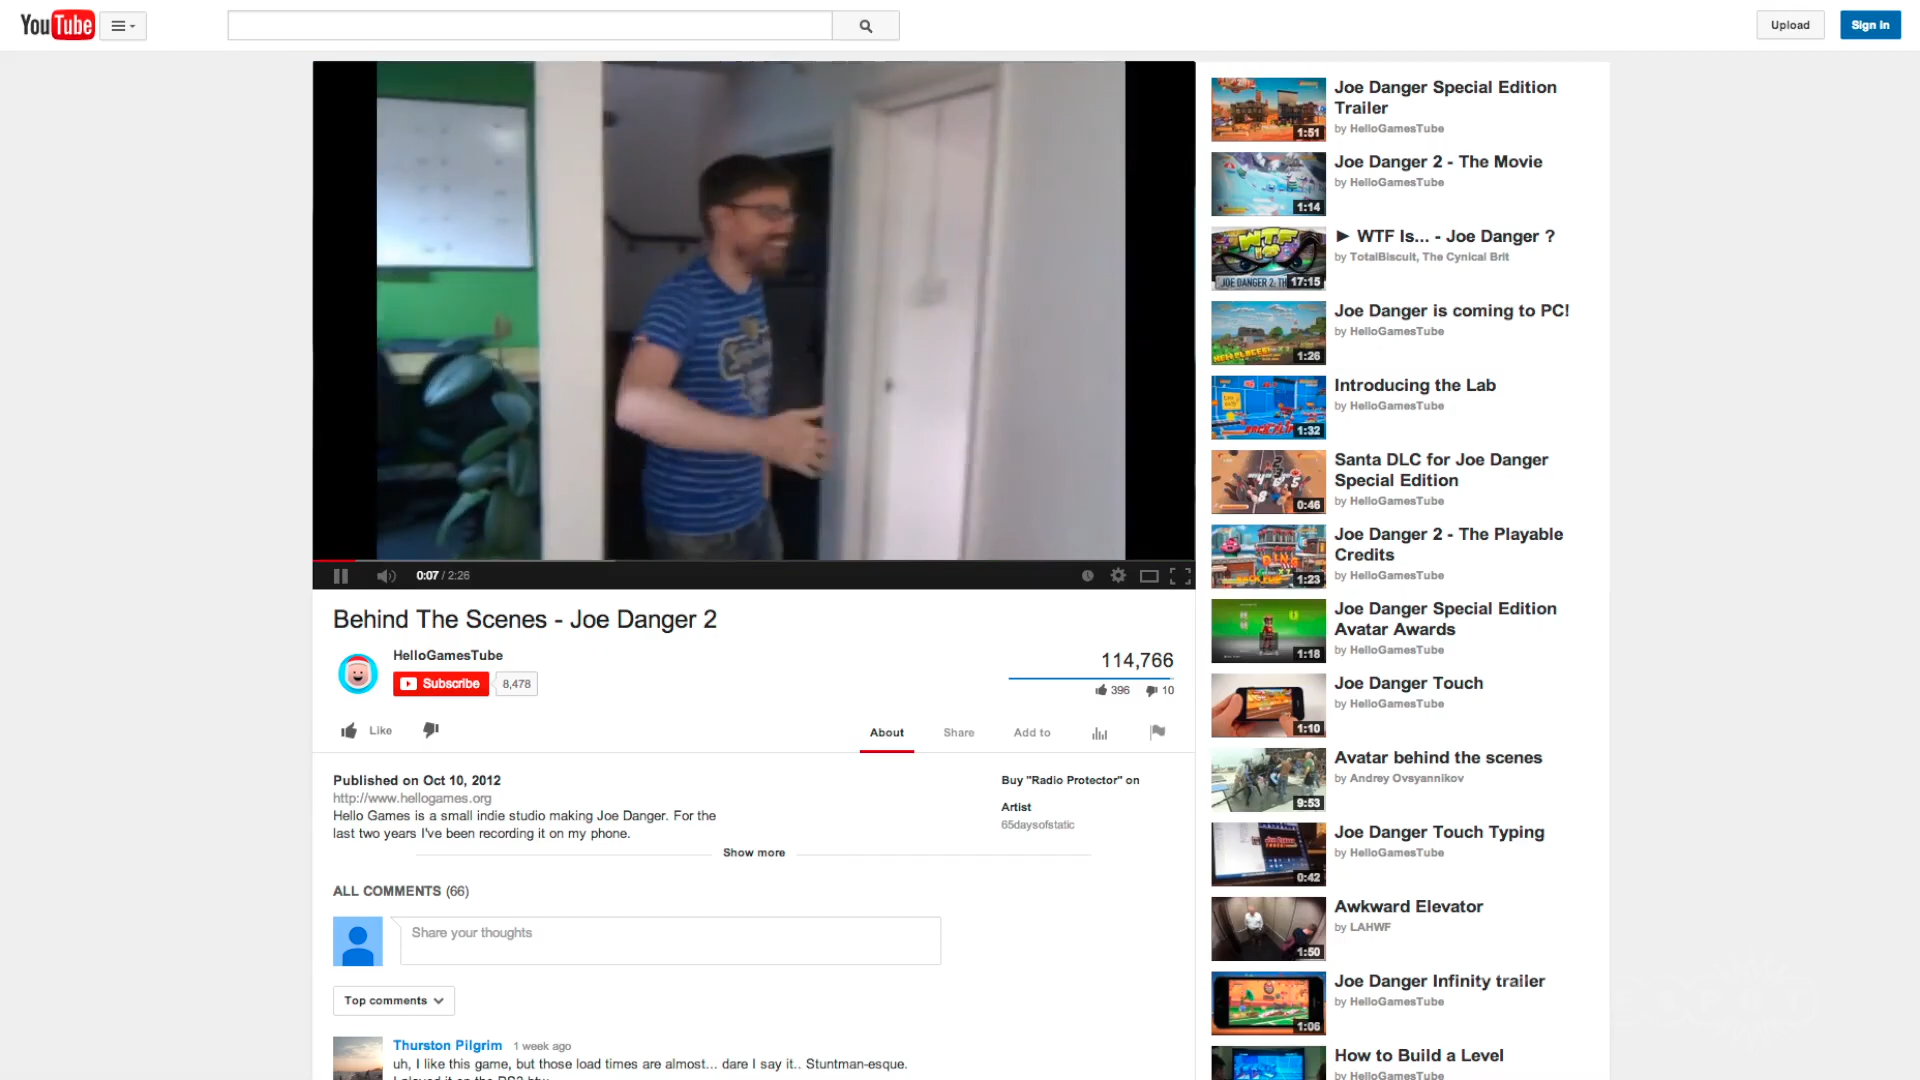 YouTube
Upload
Sign in
0:07 / 2:26
Behind The Scenes - Joe Danger 2
HelloGamesTube
Subscribe
8,478
114,766
396
10
Like
About
Share
Add to
Published on Oct 10, 2012
http://www.hellogames.org
Hello Games is a small indie studio making Joe Danger. For the
last two years I've been recording it on my phone.
Show more
Buy "Radio Protector" on
Artist
65daysofstatic
ALL COMMENTS (66)
Share your thoughts
Top comments
Thurston Pilgrim 1 week ago
uh, I like this game, but those load times are almost... dare I say it.. Stuntman-esque.
Joe Danger Special Edition
Trailer
by HelloGamesTube
1:51
Joe Danger 2 - The Movie
by HelloGamesTube
1:14
► WTF Is... - Joe Danger ?
by TotalBiscuit, The Cynical Brit
WTF
IS
JOE DANGER 2: TH
17:15
Joe Danger is coming to PC!
by HelloGamesTube
1:26
Introducing the Lab
by HelloGamesTube
1:32
Santa DLC for Joe Danger
Special Edition
by HelloGamesTube
0:46
Joe Danger 2 - The Playable
Credits
by HelloGamesTube
1:23
Joe Danger Special Edition
Avatar Awards
by HelloGamesTube
1:18
Joe Danger Touch
by HelloGamesTube
1:10
Avatar behind the scenes
by Andrey Ovsyannikov
9:53
Joe Danger Touch Typing
by HelloGamesTube
0:42
Awkward Elevator
by LAHWF
1:50
Joe Danger Infinity trailer
by HelloGamesTube
1:06
How to Build a Level
by HelloGamesTube